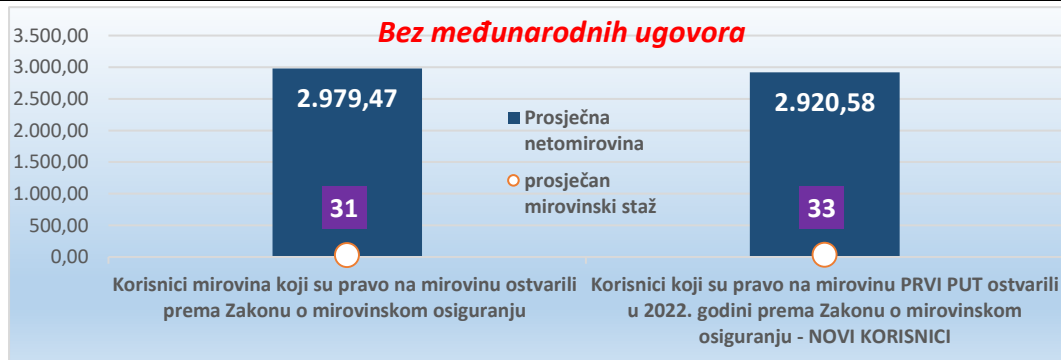 Bez međunarodnih ugovora
3.500,00
3.000,00
2.500,00
2.000,00
1.500,00
1.000,00
500,00
0,00
2.979,47
2.920,58
Prosječna
netomirovina
prosječan
mirovinski staž
31
33
Korisnici mirovina koji su pravo na mirovinu ostvarili
prema Zakonu o mirovinskom osiguranju
Korisnici koji su pravo na mirovinu PRVI PUT ostvarili
u 2022. godini prema Zakonu o mirovinskom
osiguranju - NOVI KORISNICI